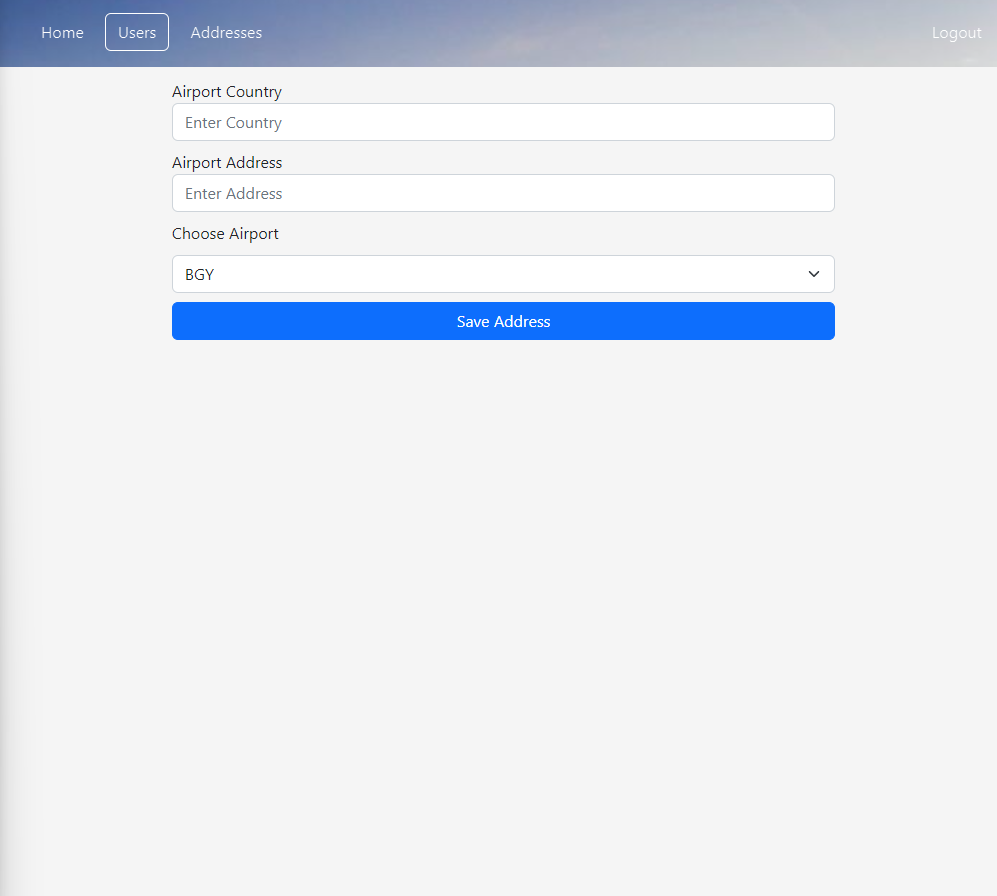 Home Users Addresses Logout
Airport Country
Enter Country
Airport Address
Enter Address
Choose Airport
BGY
Save Address